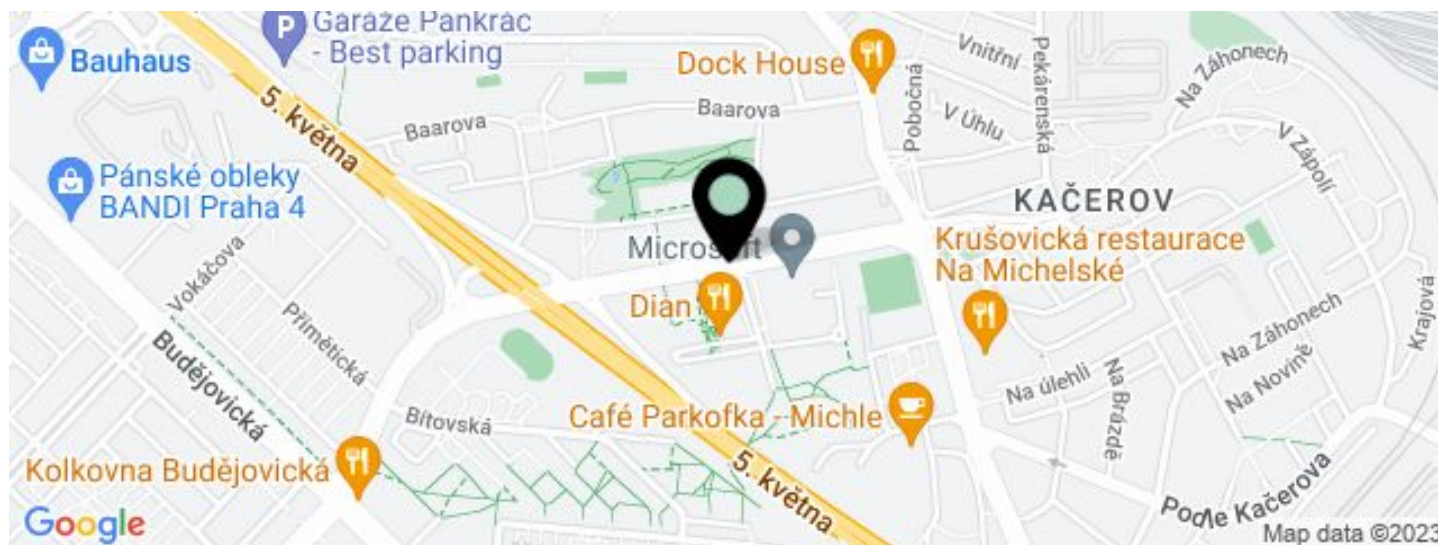 Garáže Pankrác
- Best parking
Bauhaus
Dock House
Vnitřní
Pekárenská
Na Záhonech
5. května
Baarova
Baarova
Pobočná
V Úhlu
V Zápolí
Pánské obleky
BANDI Praha 4
KAČEROV
Microsoft
Krušovická restaurace
Na Michelské
Vokáčova
Dian
Přímětická
Krajová
Budějovická
Na Záhonech
Na Novině
Na úlehli
Na Brázdě
Café Parkofka - Michle
Bítovská
Kolkovna Budějovická
5. května
Podle Kačerova
Google
Map data ©2023